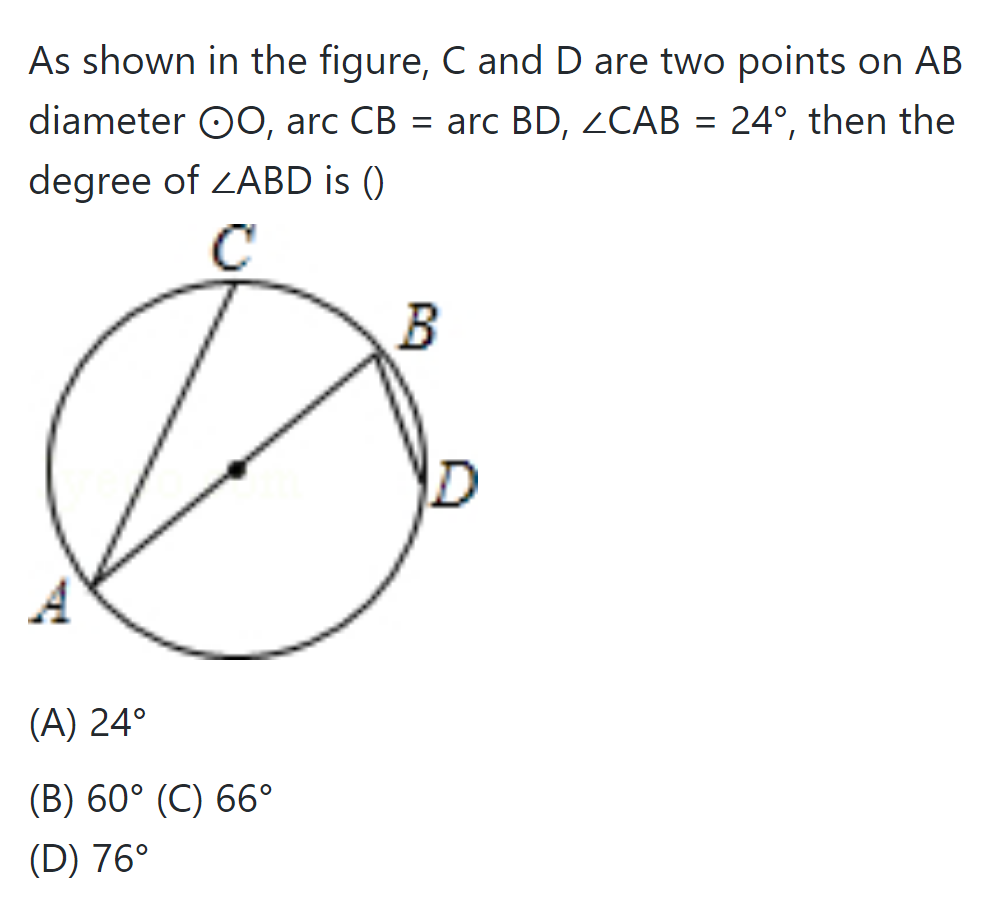 As shown in the figure, C and D are two points on AB
diameter ⊙O, arc CB = arc BD, ∠CAB = 24°, then the
degree of ∠ABD is ()
C
B
D
A
(A) 24°
(B) 60° (C) 66°
(D) 76°